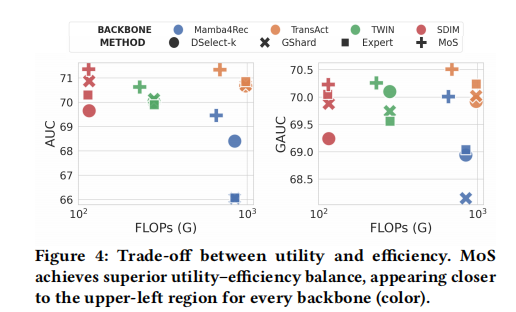 BACKBONE Mamba4Rec TransAct TWIN SDIM
METHOD DSelect-k GShard Expert MoS
71
70
69
68
67
66
AUC
10²
10³
FLOPs (G)
70.5
70.0
69.5
69.0
68.5
GAUC
10²
10³
FLOPs (G)
Figure 4: Trade-off between utility and efficiency. MoS
achieves superior utility–efficiency balance, appearing closer
to the upper-left region for every backbone (color).